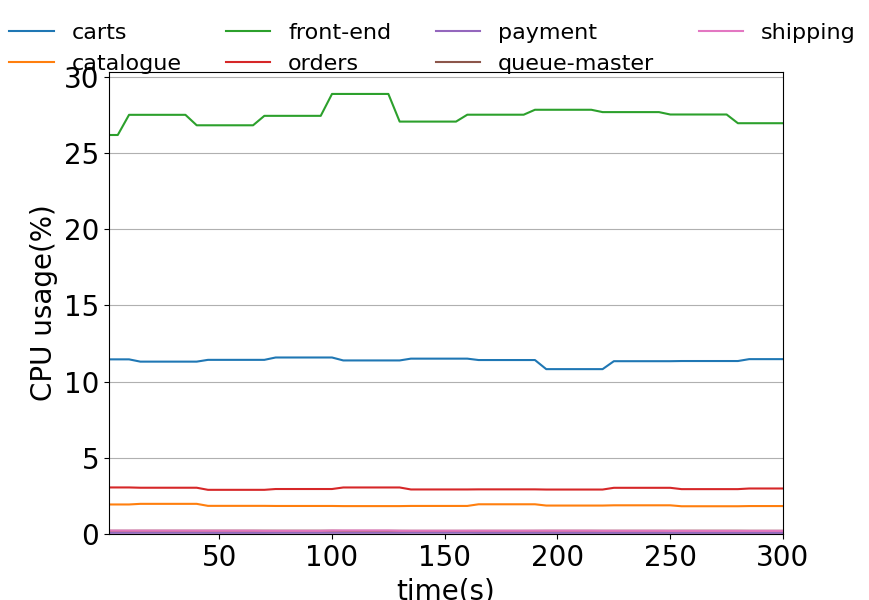 carts front-end payment shipping
catalogue orders queue-master
30
25
20
15
10
5
0
CPU usage(%)
50 100 150 200 250 300
time(s)